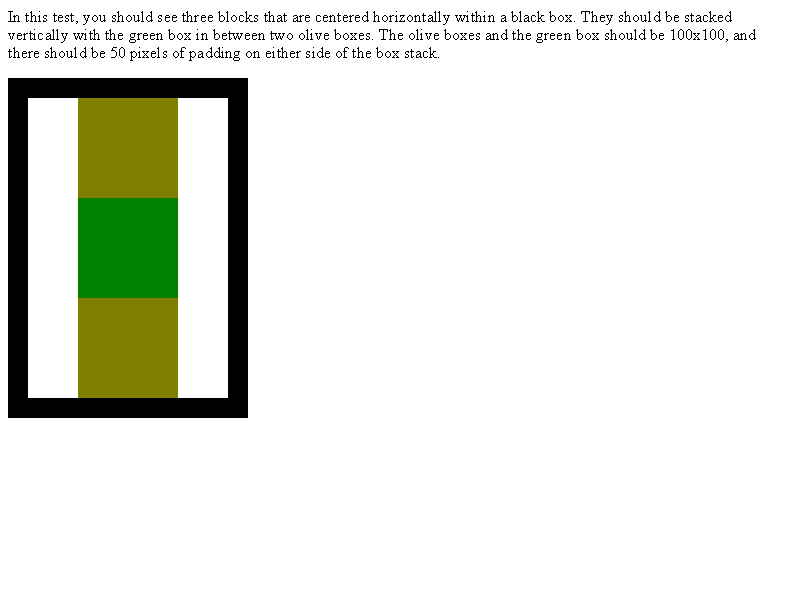 In this test, you should see three blocks that are centered horizontally within a black box. They should be stacked
vertically with the green box in between two olive boxes. The olive boxes and the green box should be 100x100, and
there should be 50 pixels of padding on either side of the box stack.